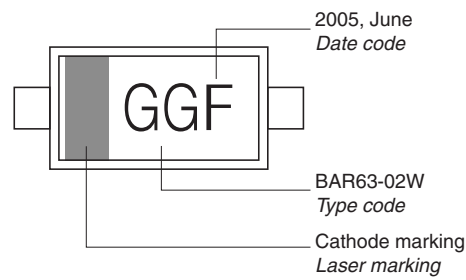 2005, June
Date code
GGF
BAR63-02W
Type code
Cathode marking
Laser marking